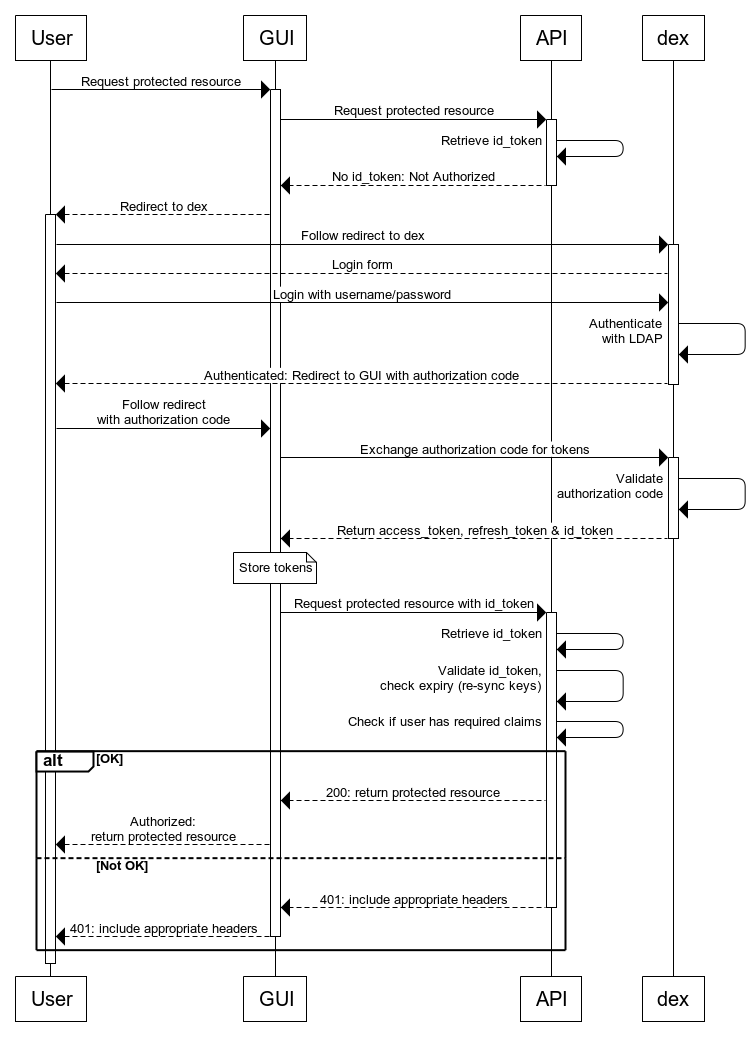 User GUI API dex
Request protected resource
Request protected resource
Retrieve id_token
No id_token: Not Authorized
Redirect to dex
Follow redirect to dex
Login form
Login with username/password
Authenticate
with LDAP
Authenticated: Redirect to GUI with authorization code
Follow redirect
with authorization code
Exchange authorization code for tokens
Validate
authorization code
Return access_token, refresh_token & id_token
Store tokens
Request protected resource with id_token
Retrieve id_token
Validate id_token,
check expiry (re-sync keys)
Check if user has required claims
alt [OK]
200: return protected resource
Authorized:
return protected resource
[Not OK]
401: include appropriate headers
401: include appropriate headers
User GUI API dex